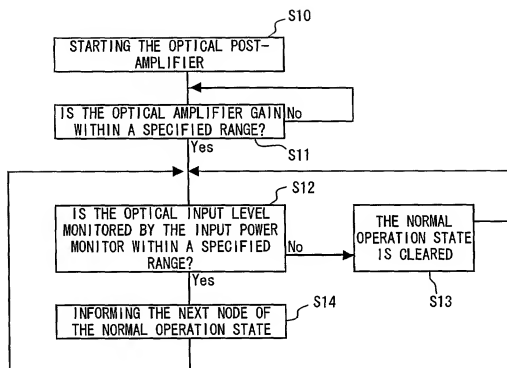 S10
STARTING THE OPTICAL POST-
AMPLIFIER
IS THE OPTICAL AMPLIFIER GAIN
WITHIN A SPECIFIED RANGE?
No
S11
Yes
S12
IS THE OPTICAL INPUT LEVEL
MONITORED BY THE INPUT POWER
MONITOR WITHIN A SPECIFIED
RANGE?
No
THE NORMAL
OPERATION STATE
IS CLEARED
S13
Yes
S14
INFORMING THE NEXT NODE OF
THE NORMAL OPERATION STATE